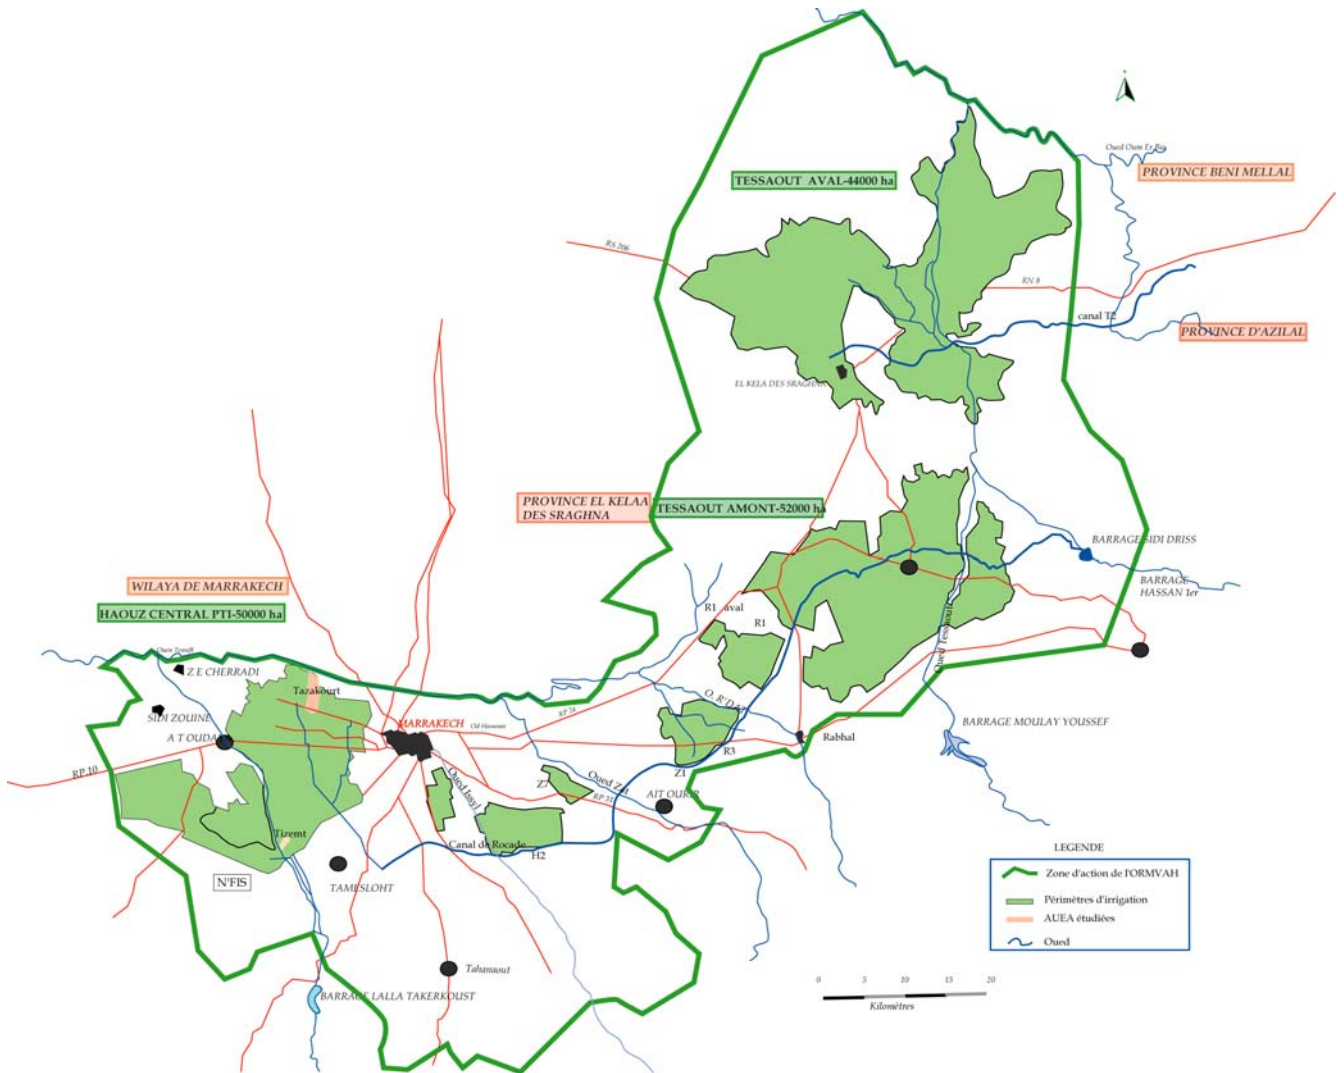 Oued Oum Er Bia
PROVINCE BENI MELLAL
TESSAOUT AVAL-44000 ha
RS 206
RN 8
canal T2
PROVINCE D'AZILAL
EL KELA DES SRAGHNA
PROVINCE EL KELAA
DES SRAGHNA
TESSAOUT AMONT-52000 ha
BARRAGE SIDI DRISS
BARRAGE
HASSAN 1er
WILAYA DE MARRAKECH
HAOUZ CENTRAL PTI-50000 ha
R1 aval
R1
Oued Tessaout
Z E CHERRADI
Tazakourt
SIDI ZOUINE
O. R'DAT
RP 24
MARRAKECH
BARRAGE MOULAY YOUSSEF
A T OUDAYA
Rabhal
R3
RP 10
Z1
Oued Issyl
Z7
Oued Zat
AIT OURIR
RP 31
Tizemt
Canal de Rocade
H2
N'FIS
TAMESLOHT
LEGENDE
Zone d'action de l'ORMVAH
Périmètres d'irrigation
AUEA étudiées
Oued
Tahanaout
BARRAGE LALLA TAKERKOUST
0 5 10 15 20
Kilomètres